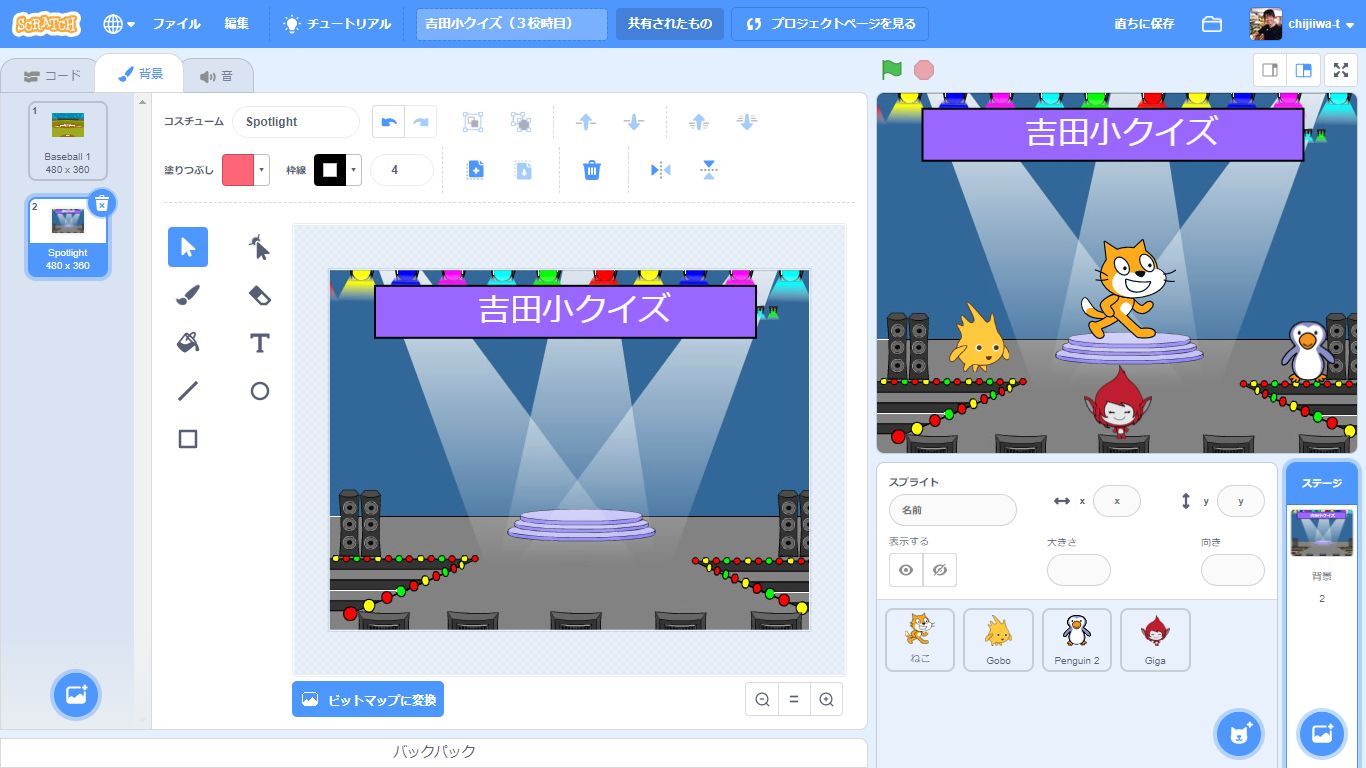 SCRATCH ファイル 編集 チュートリアル 吉田小クイズ（３校時目） 共有されたもの プロジェクトページを見る 直ちに保存 chijiiwa-t
コード 背景 音
1
Baseball 1
480 x 360
2
Spotlight
480 x 360
コスチューム Spotlight
塗りつぶし 枠線 4
吉田小クイズ
ビットマップに変換
バックパック
吉田小クイズ
スプライト
名前
x x y y
表示する 大きさ 向き
ねこ Gobo Penguin 2 Giga
ステージ
吉田小クイズ
背景
2